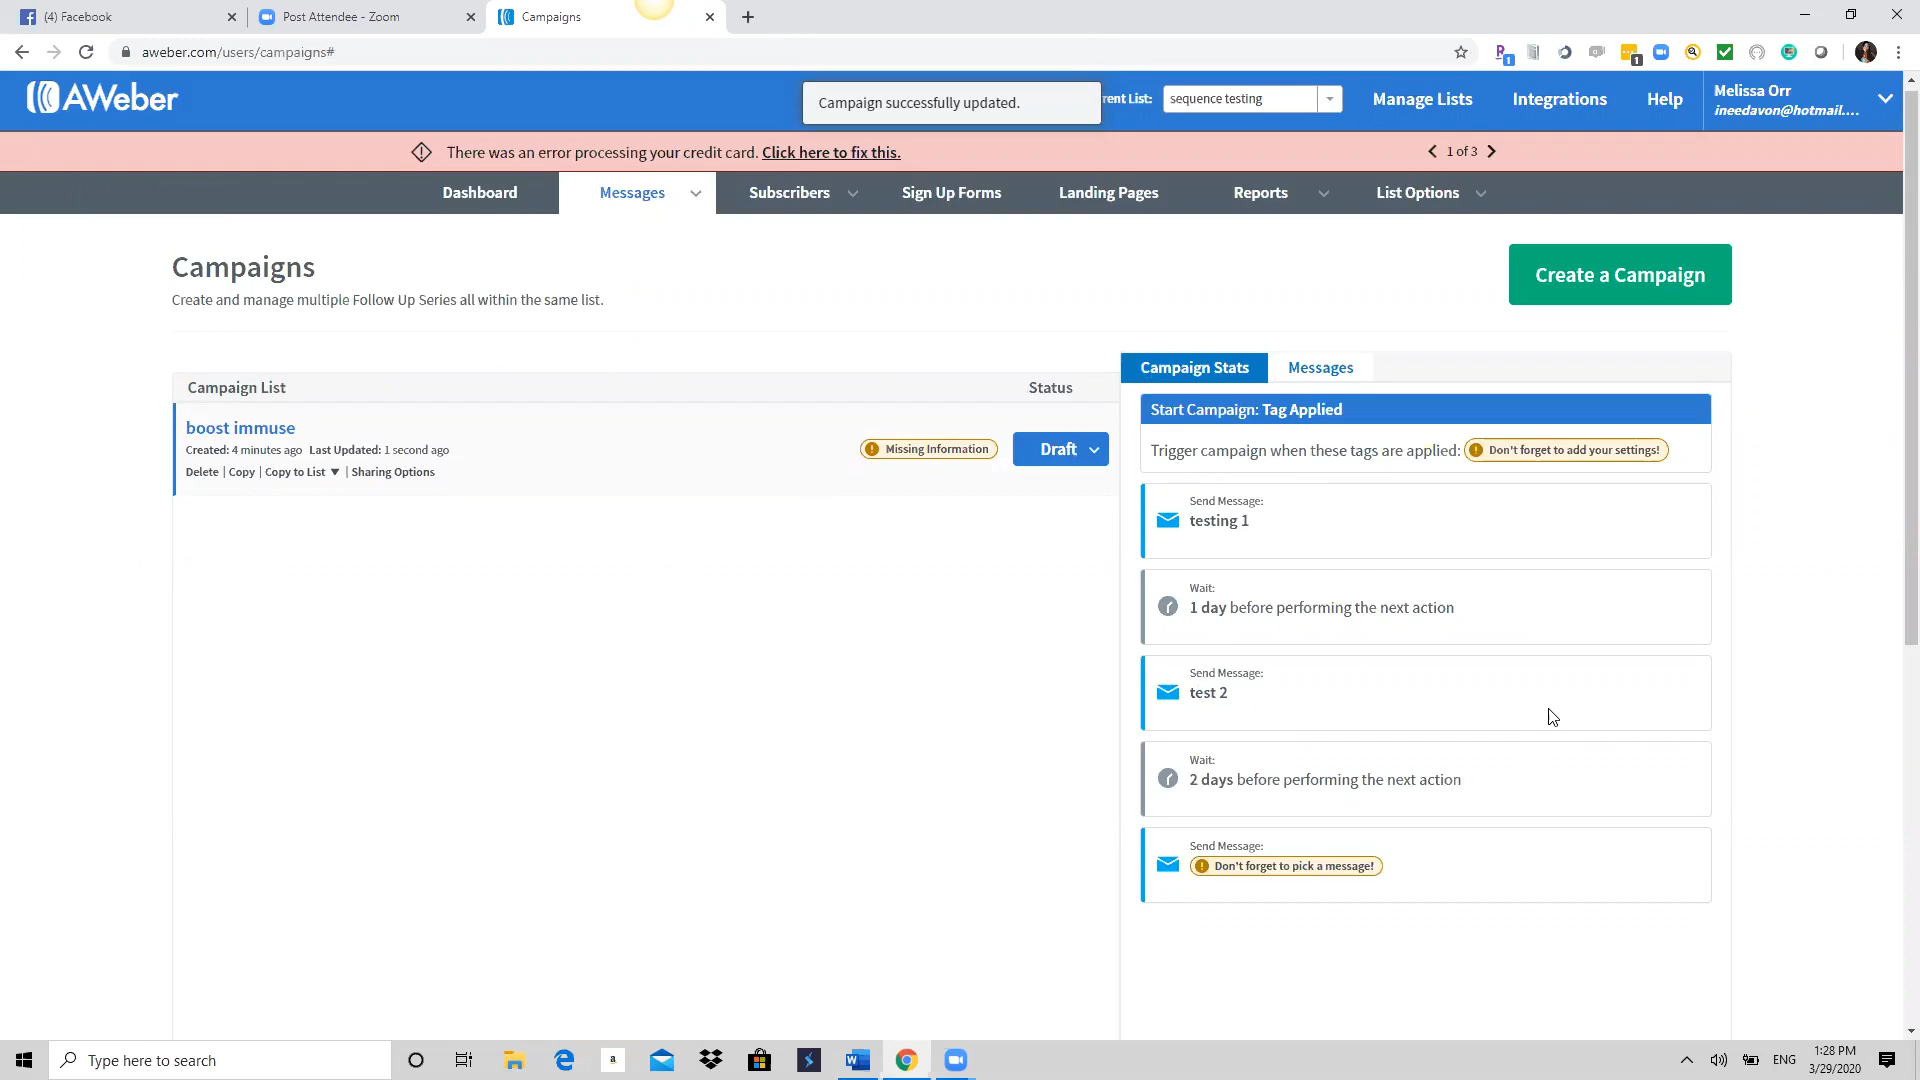 (4) Facebook
Post Attendee - Zoom
Campaigns
aweber.com/users/campaigns#
AWeber
Campaign successfully updated.
rent List:
sequence testing
Manage Lists
Integrations
Help
Melissa Orr
ineedavon@hotmail....
There was an error processing your credit card. Click here to fix this.
1 of 3
Dashboard
Messages
Subscribers
Sign Up Forms
Landing Pages
Reports
List Options
Campaigns
Create and manage multiple Follow Up Series all within the same list.
Create a Campaign
Campaign List
Status
boost immuse
Created: 4 minutes ago Last Updated: 1 second ago
Delete | Copy | Copy to List ▼ | Sharing Options
Missing Information
Draft
Campaign Stats
Messages
Start Campaign: Tag Applied
Trigger campaign when these tags are applied: Don't forget to add your settings!
Send Message:
testing 1
Wait:
1 day before performing the next action
Send Message:
test 2
Wait:
2 days before performing the next action
Send Message:
Don't forget to pick a message!
Type here to search
ENG
1:28 PM
3/29/2020